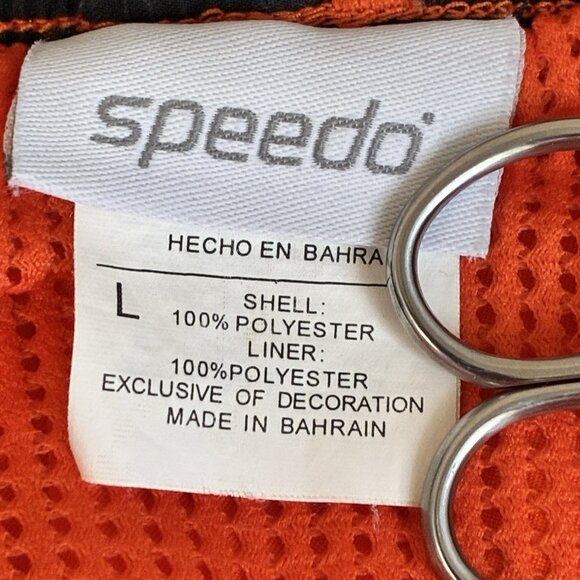 speedo
HECHO EN BAHRA
L
SHELL:
100% POLYESTER
LINER:
100%POLYESTER
EXCLUSIVE OF DECORATION
MADE IN BAHRAIN